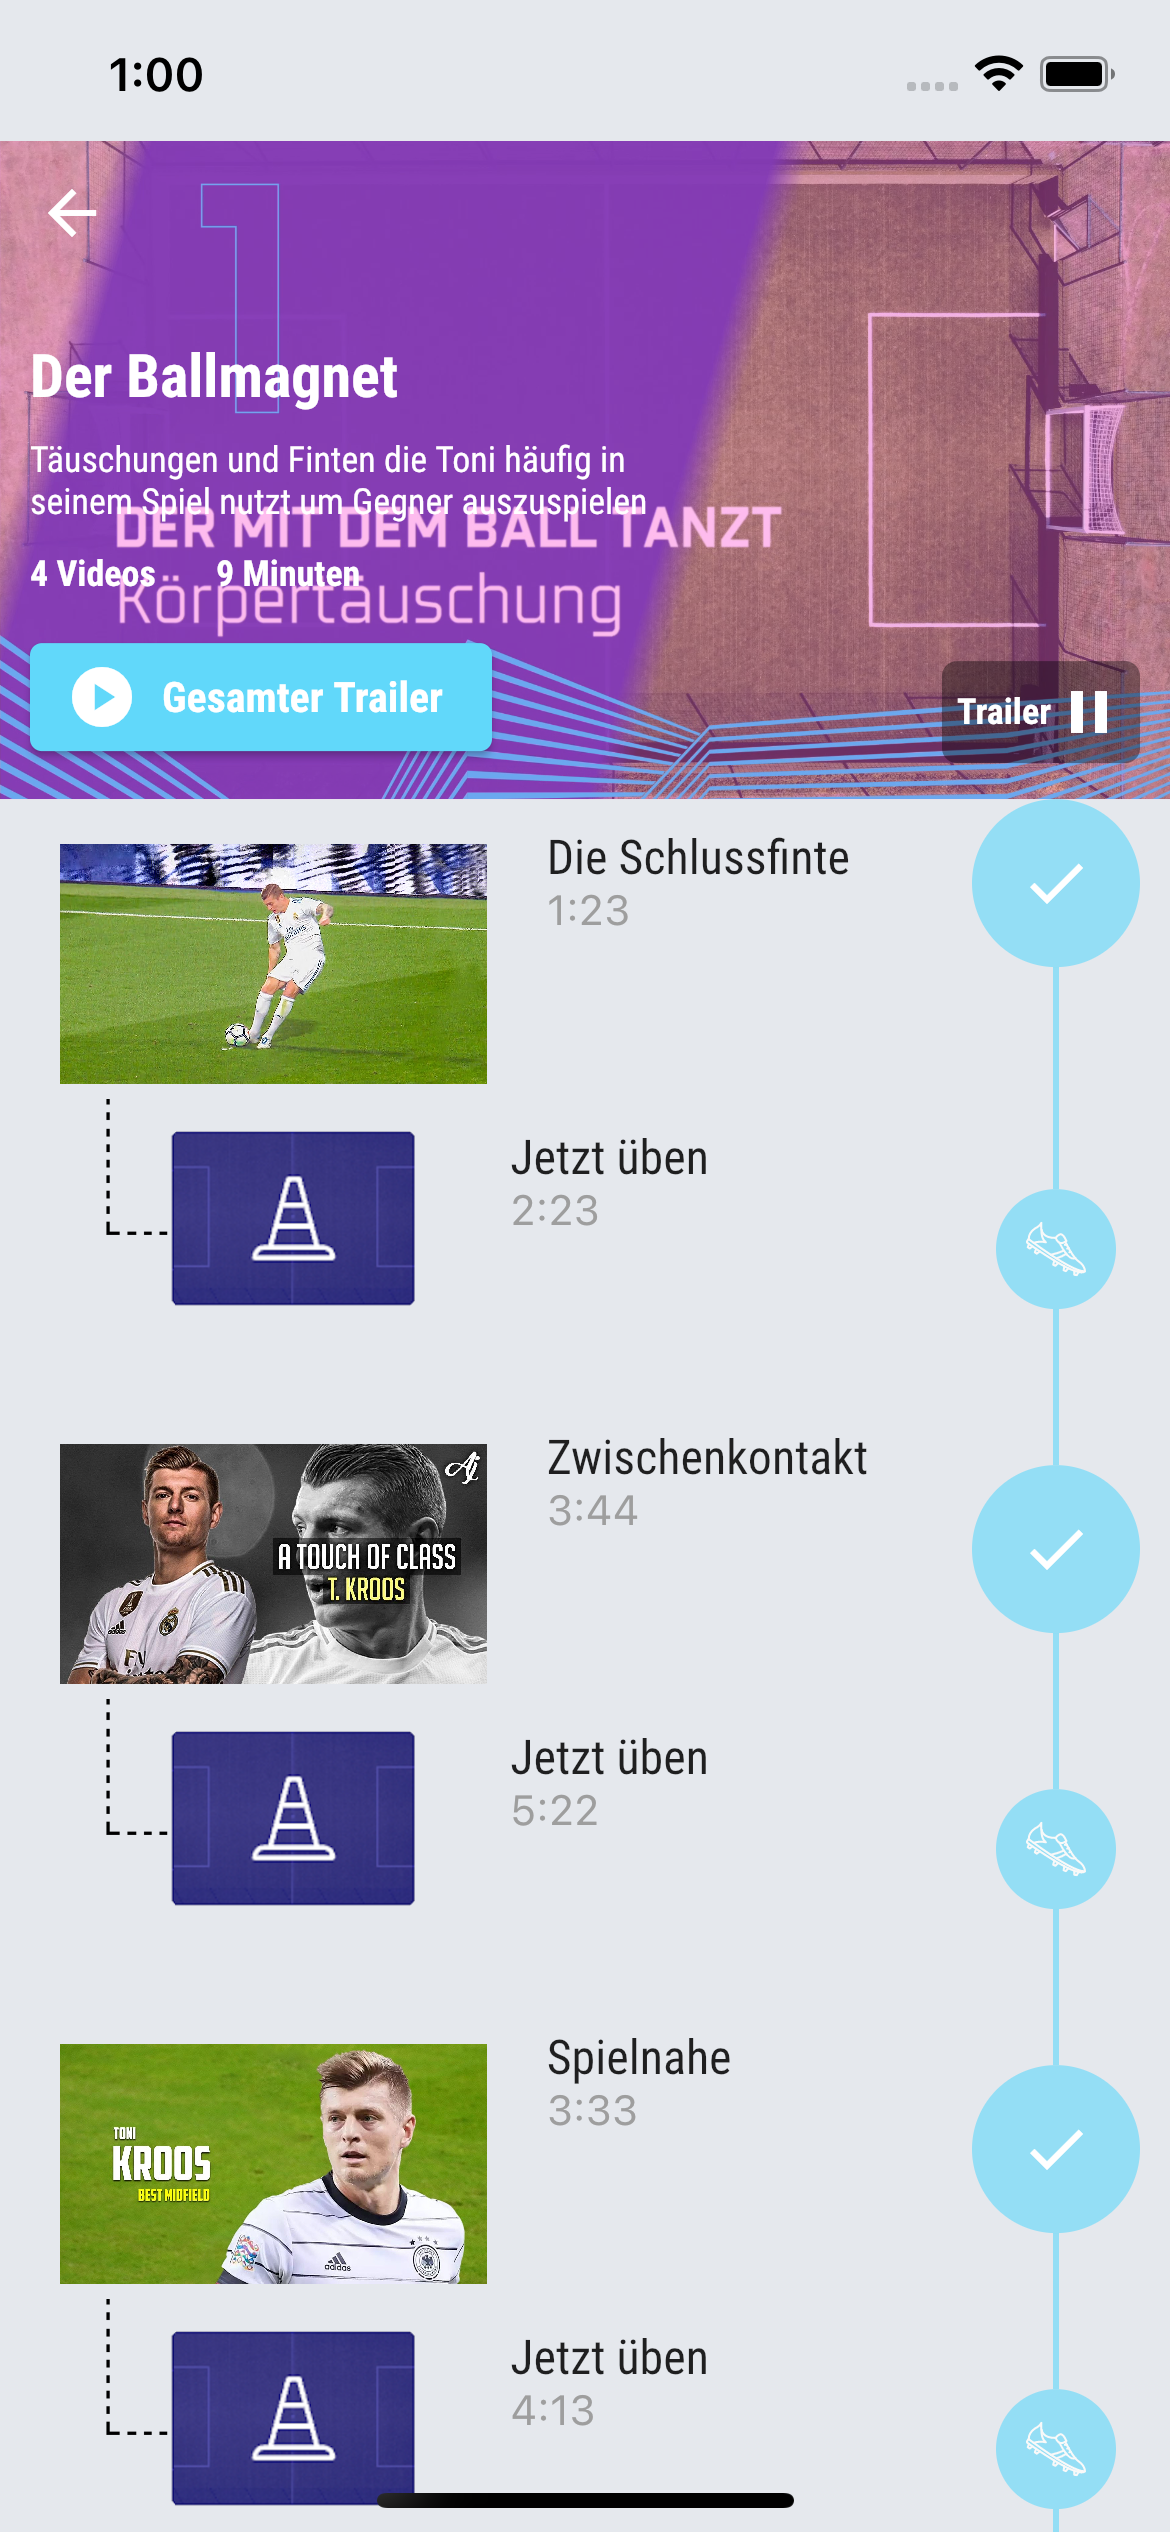 1:00
1
Der Ballmagnet
Täuschungen und Finten die Toni häufig in
seinem Spiel nutzt um Gegner auszuspielen
DER MIT DEM BALL TANZT
4 Videos 9 Minuten
Körpertäuschung
Gesamter Trailer
Trailer
Die Schlussfinte
1:23
Jetzt üben
2:23
Zwischenkontakt
3:44
A TOUCH OF CLASS
T. KROOS
Jetzt üben
5:22
Spielnahe
3:33
TONI
KROOS
BEST MIDFIELD
adidas
Jetzt üben
4:13